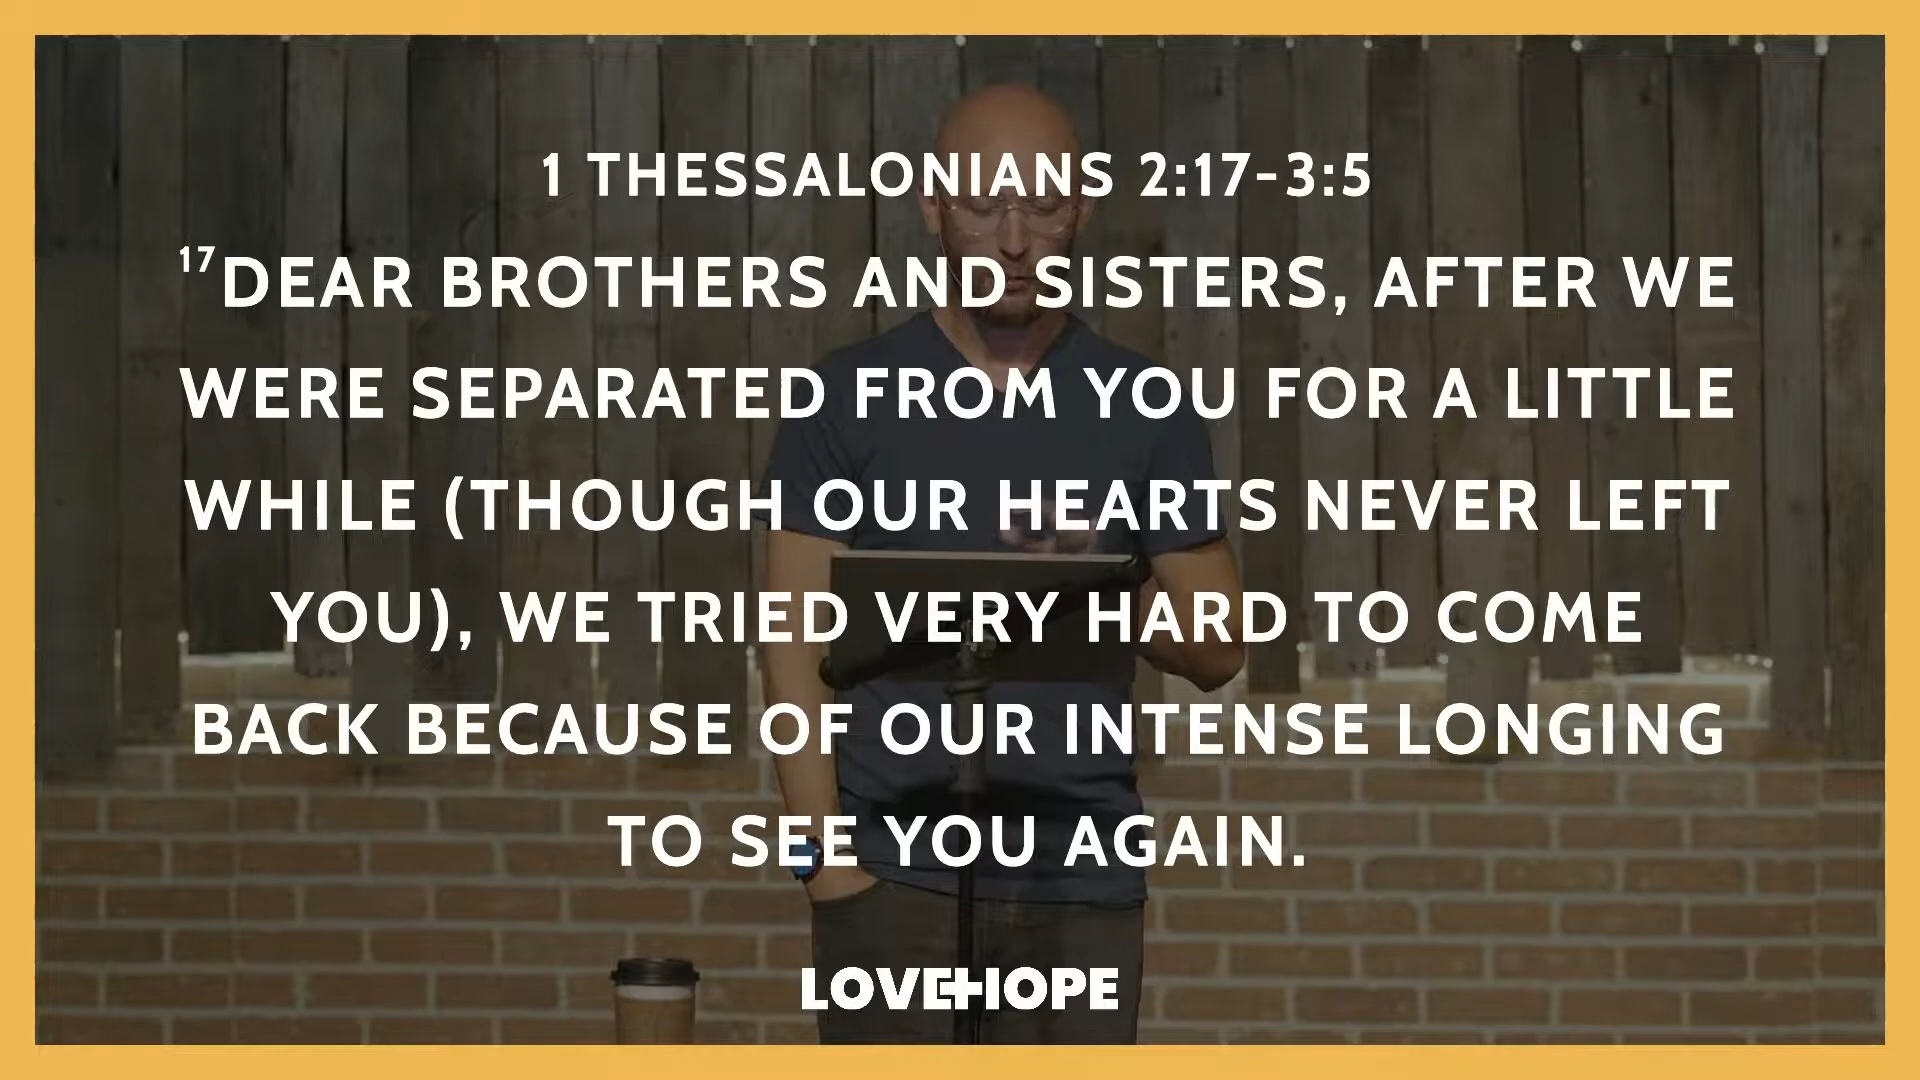 1 THESSALONIANS 2:17-3:5
17DEAR BROTHERS AND SISTERS, AFTER WE
WERE SEPARATED FROM YOU FOR A LITTLE
WHILE (THOUGH OUR HEARTS NEVER LEFT
YOU), WE TRIED VERY HARD TO COME
BACK BECAUSE OF OUR INTENSE LONGING
TO SEE YOU AGAIN.
LOVE+HOPE